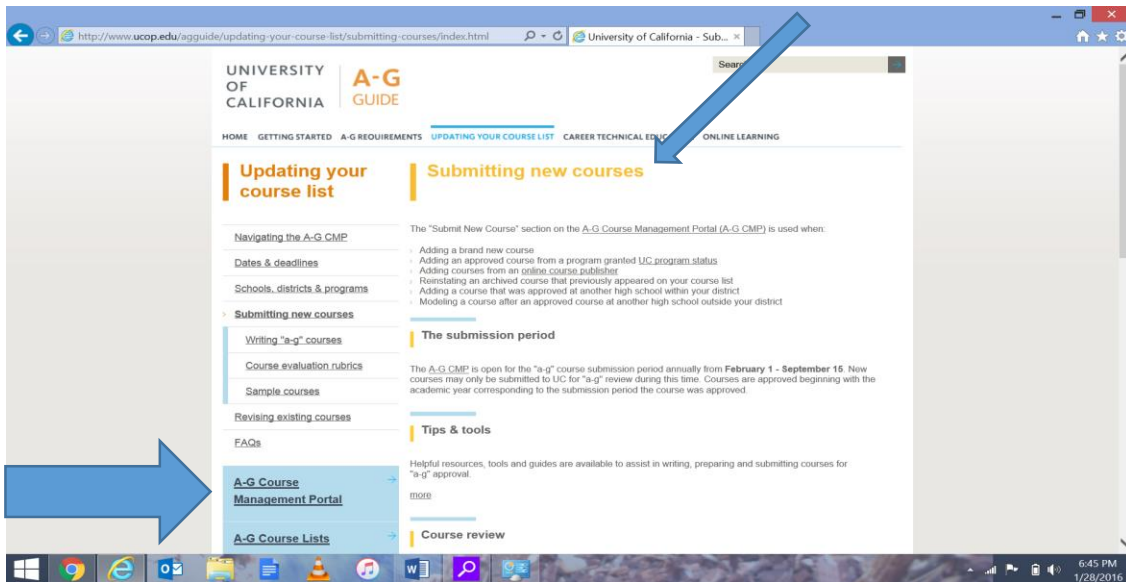 http://www.ucop.edu/agguide/updating-your-course-list/submitting-courses/index.html
University of California - Sub...
UNIVERSITY
OF
CALIFORNIA
A-G
GUIDE
HOME GETTING STARTED A-G REQUIREMENTS UPDATING YOUR COURSE LIST CAREER TECHNICAL ONLINE LEARNING
Updating your
course list
Navigating the A-G CMP
Dates & deadlines
Schools, districts & programs
Submitting new courses
Writing "a-g" courses
Course evaluation rubrics
Sample courses
Revising existing courses
FAQs
A-G Course
Management Portal
A-G Course Lists
Submitting new courses
The "Submit New Course" section on the A-G Course Management Portal (A-G CMP) is used when:
Adding a brand new course
Adding an approved course from a program granted UC program status
Adding courses from an online course publisher
Reinstating an archived course that previously appeared on your course list
Adding a course that was approved at another high school within your district
Modeling a course after an approved course at another high school outside your district
The submission period
The A-G CMP is open for the "a-g" course submission period annually from February 1 - September 15. New
courses may only be submitted to UC for "a-g" review during this time. Courses are approved beginning with the
academic year corresponding to the submission period the course was approved.
Tips & tools
Helpful resources, tools and guides are available to assist in writing, preparing and submitting courses for
"a-g" approval.
more
Course review
6:45 PM
1/28/2016